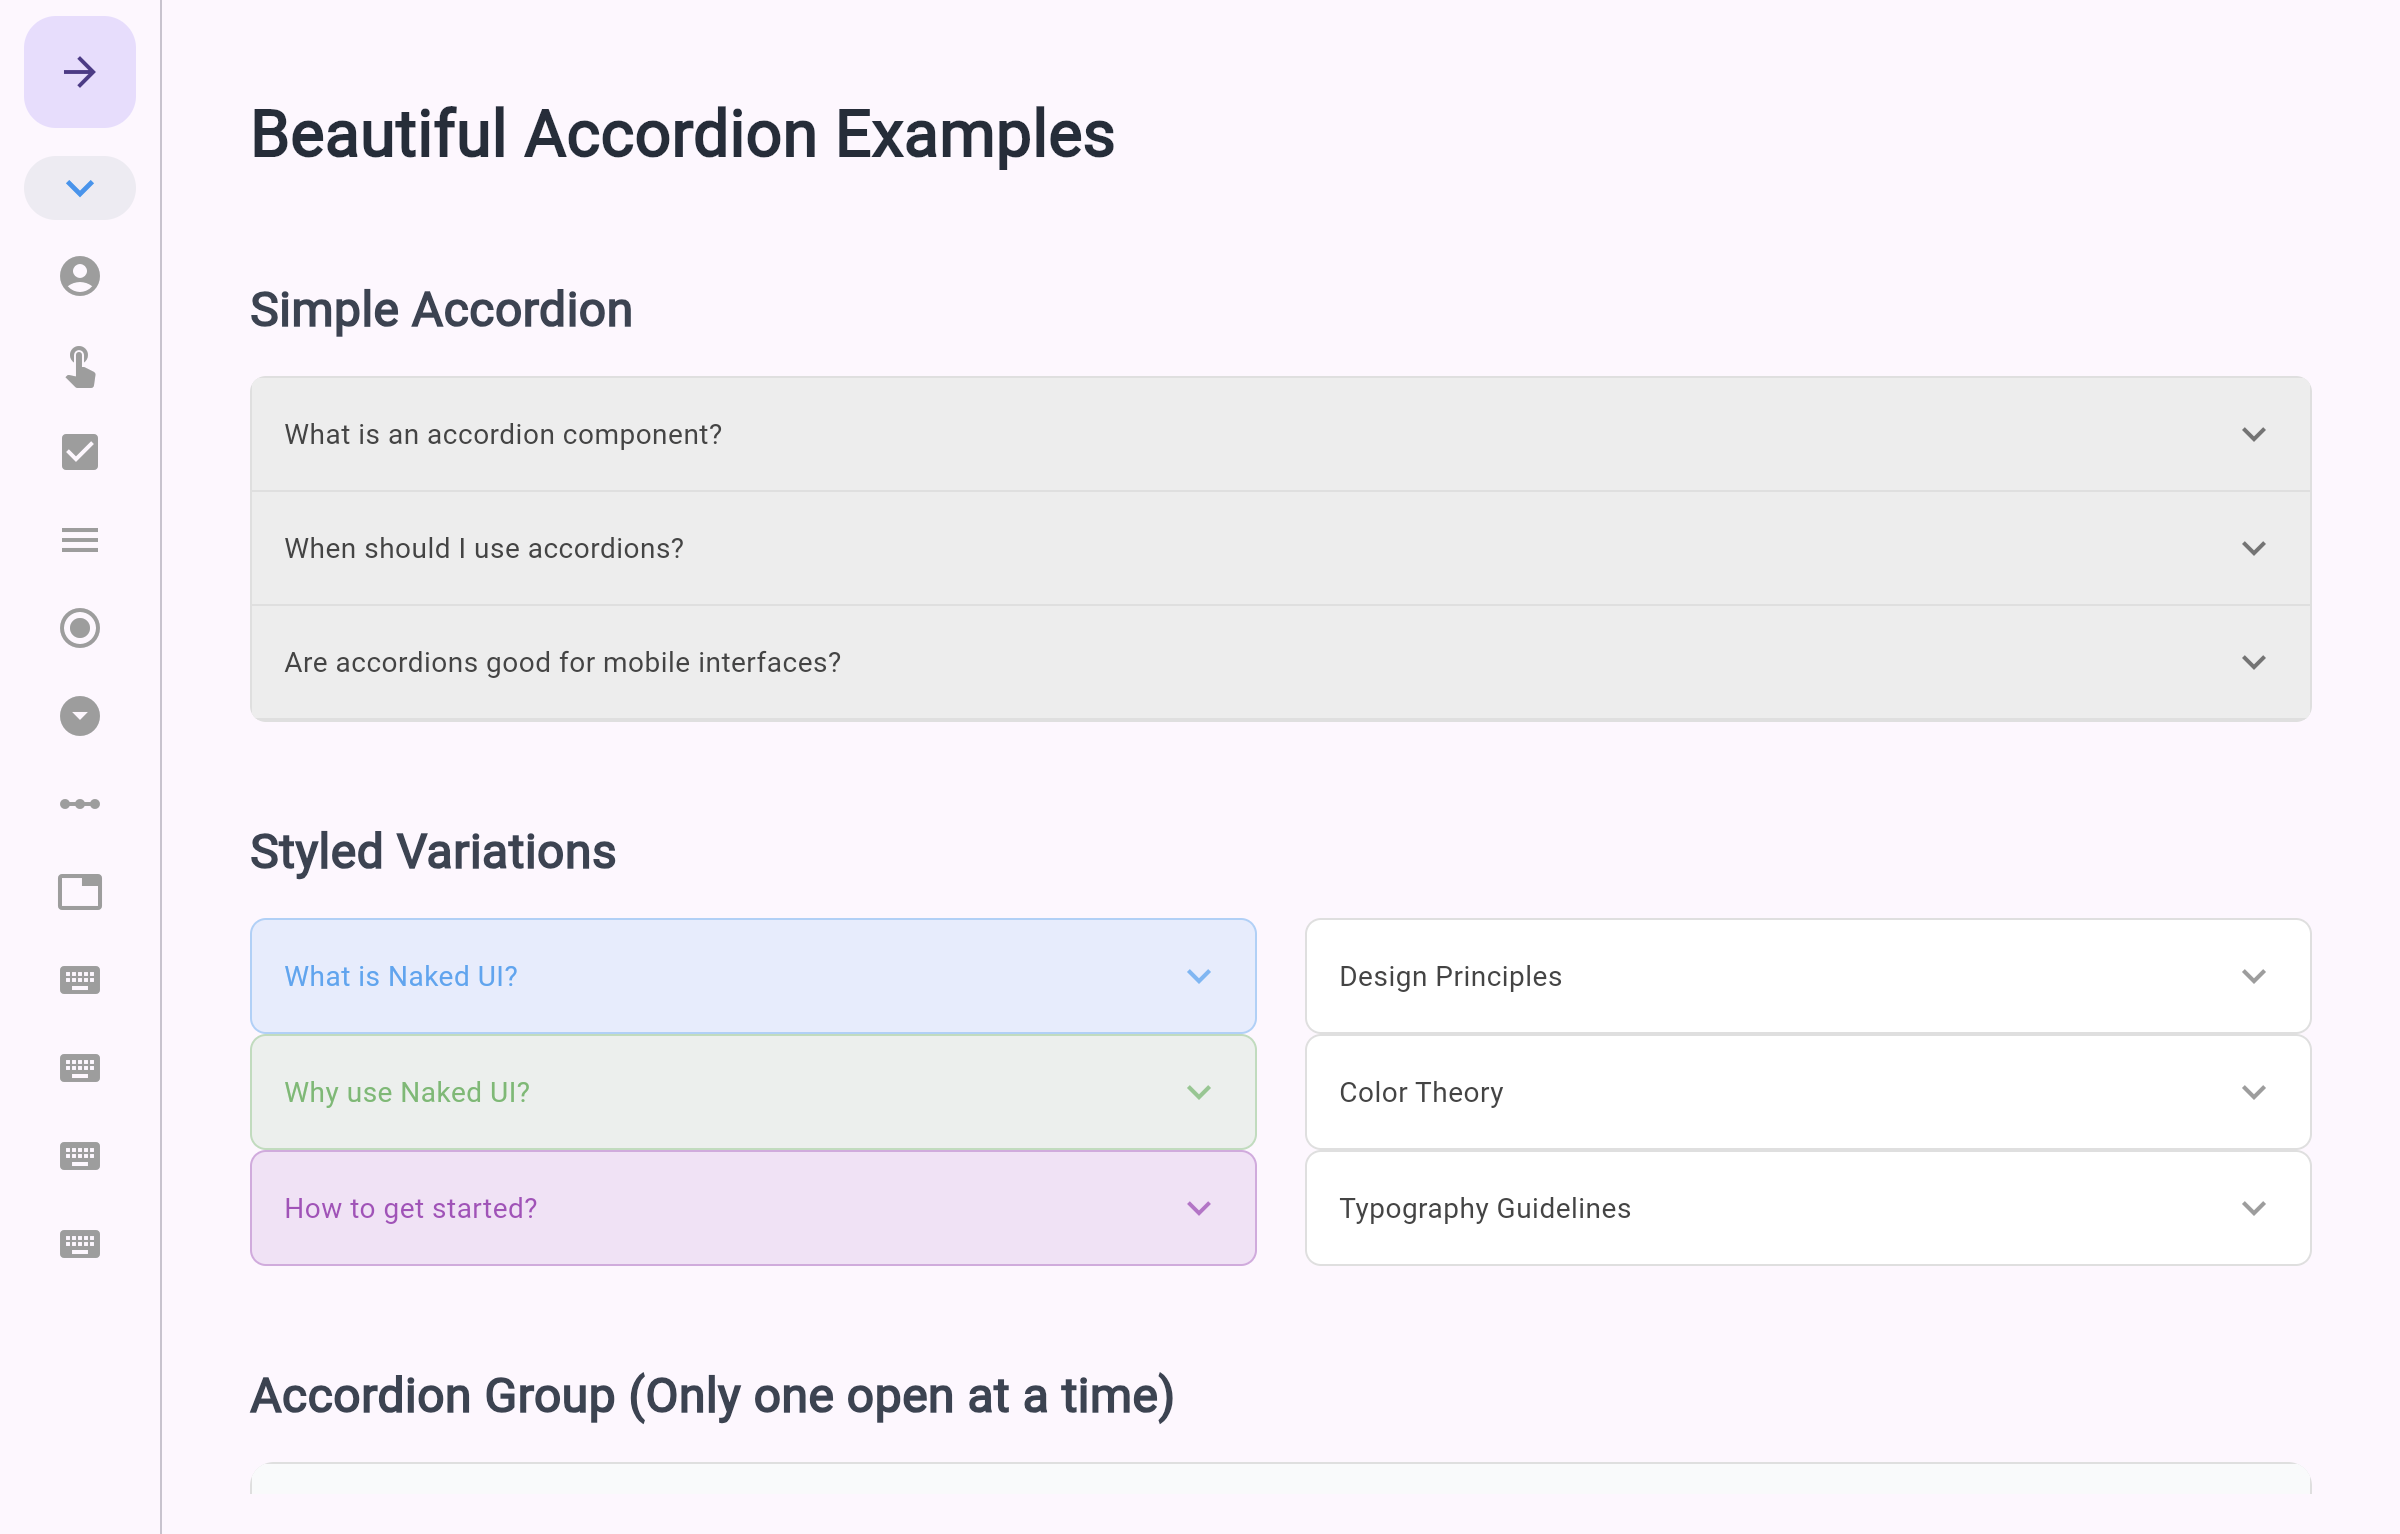 Beautiful Accordion Examples
Simple Accordion
What is an accordion component?
When should I use accordions?
Are accordions good for mobile interfaces?
Styled Variations
What is Naked UI?
Why use Naked UI?
How to get started?
Design Principles
Color Theory
Typography Guidelines
Accordion Group (Only one open at a time)